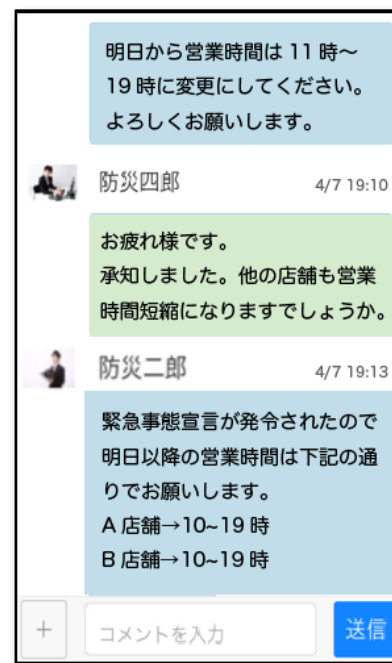 明日から営業時間は 11 時〜
19 時に変更にしてください。
よろしくお願いします。
防災四郎 4/7 19:10
お疲れ様です。
承知しました。他の店舗も営業
時間短縮になりますでしょうか。
防災二郎 4/7 19:13
緊急事態宣言が発令されたので
明日以降の営業時間は下記の通
りでお願いします。
A 店舗→10~19 時
B 店舗→10~19 時
+ コメントを入力 送信